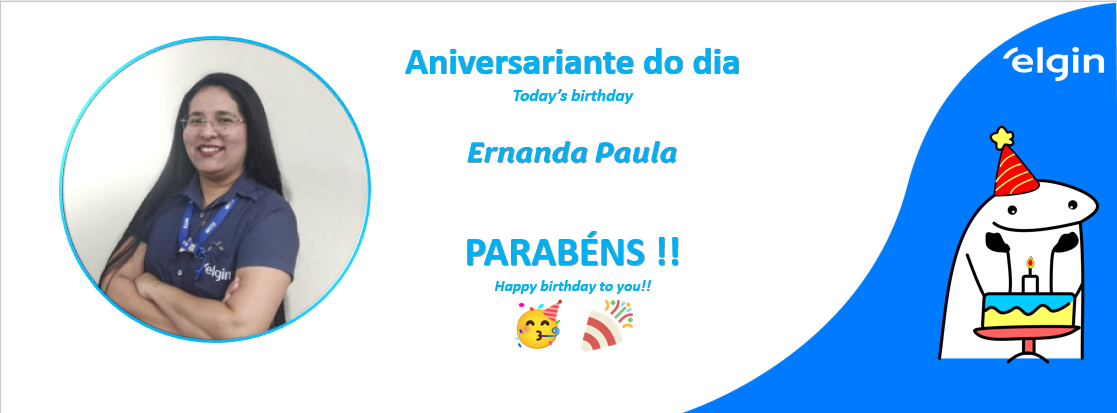 Aniversariante do dia
Today's birthday
Ernanda Paula
PARABÉNS !!
Happy birthday to you!!
elgin
elgin